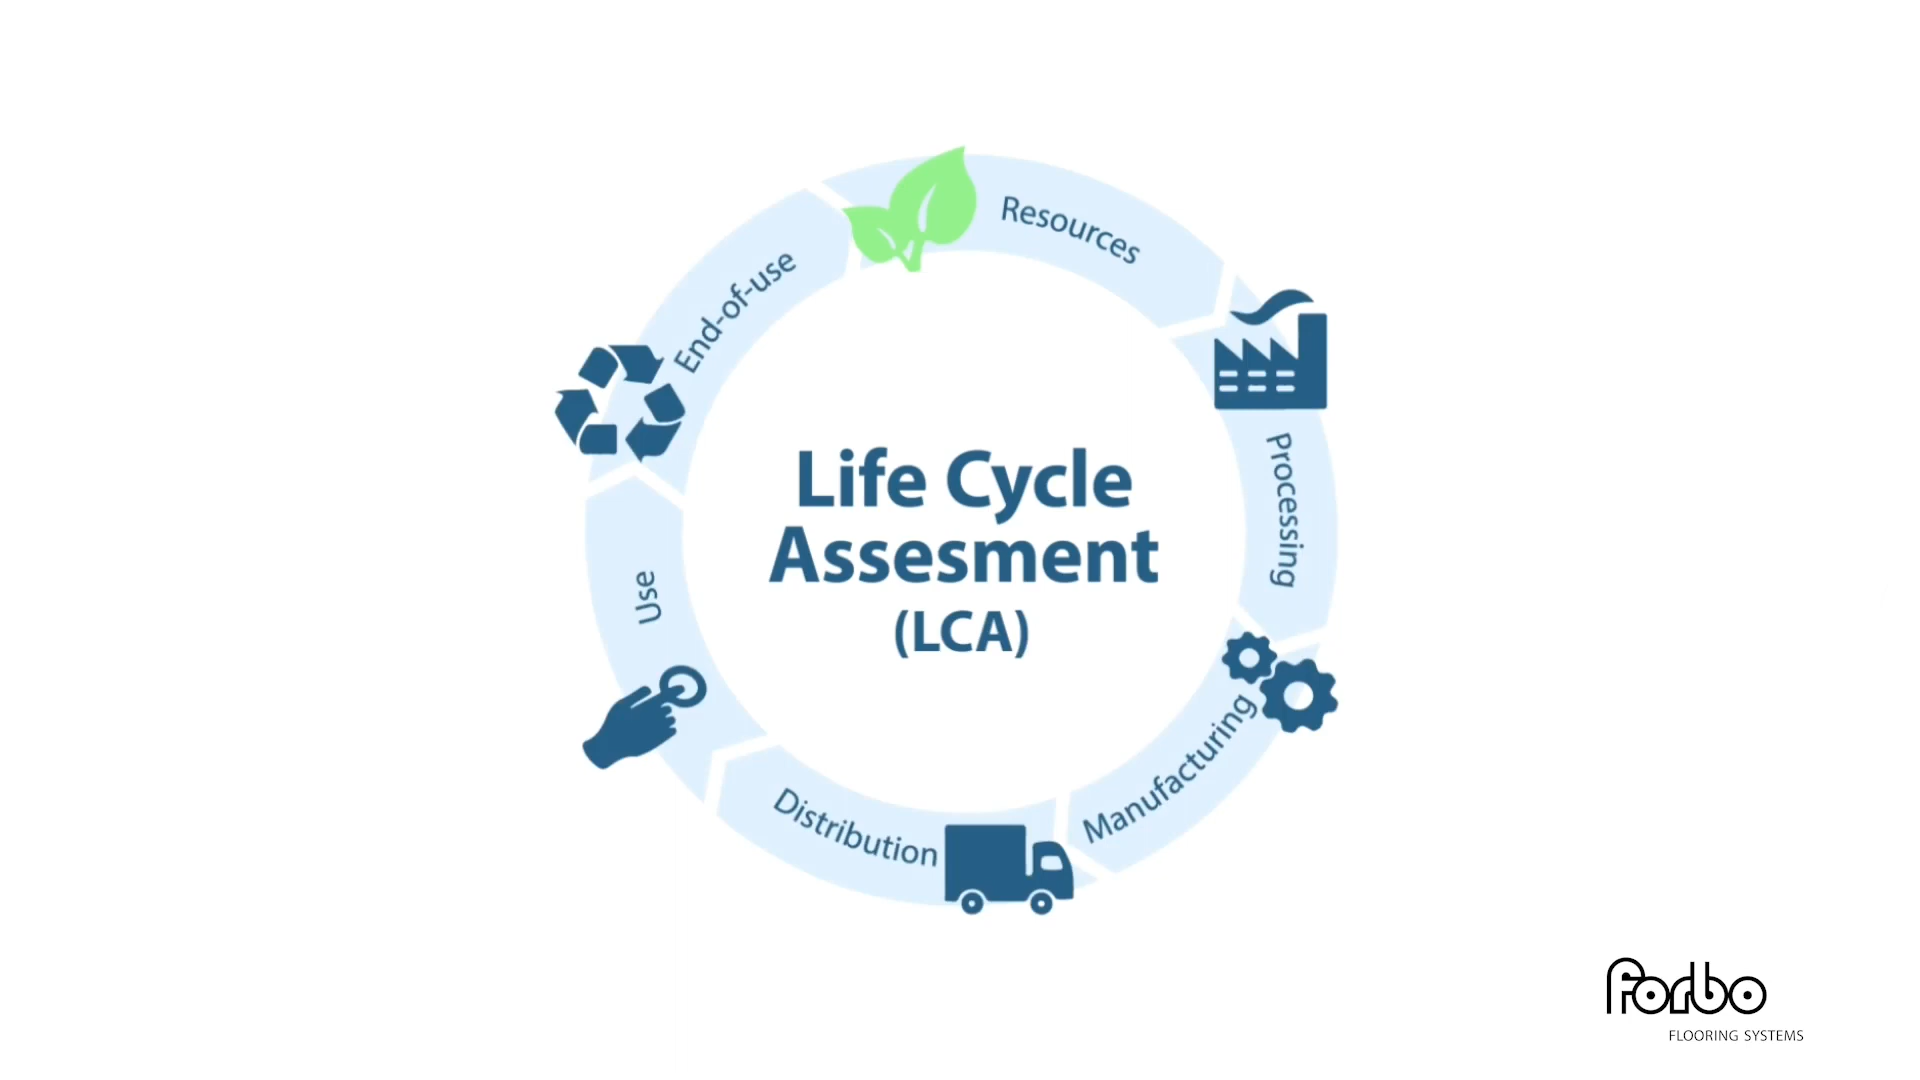 Resources
End-of-use
Processing
Life Cycle
Assesment
(LCA)
Use
Manufacturing
Distribution
forbo
FLOORING SYSTEMS